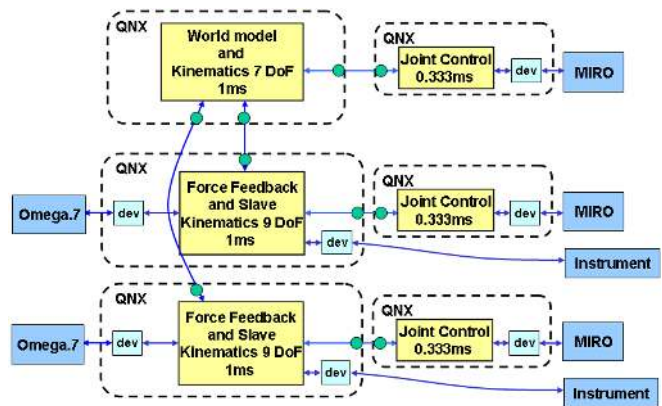 QNX
World model
and
Kinematics 7 DoF
1ms
QNX
Joint Control
0.333ms
dev
MIRO
QNX
Omega.7
dev
Force Feedback
and Slave
Kinematics 9 DoF
1ms
dev
QNX
Joint Control
0.333ms
dev
MIRO
Instrument
QNX
Omega.7
dev
Force Feedback
and Slave
Kinematics 9 DoF
1ms
dev
QNX
Joint Control
0.333ms
dev
MIRO
Instrument